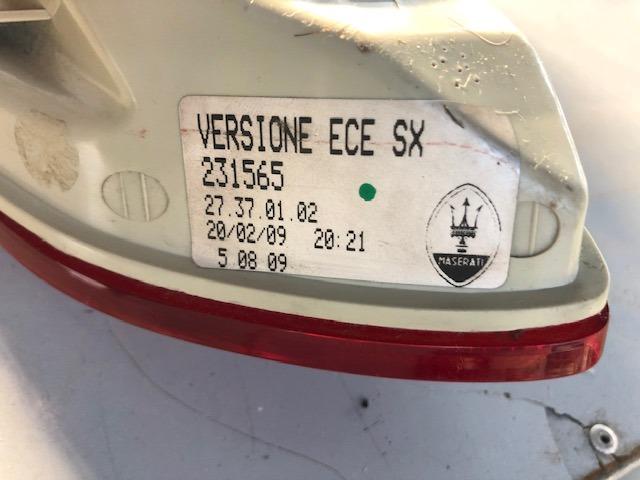 VERSIONE ECE SX
231565
27.37.01.02
20/02/09 20:21
5 08 09
MASERATI